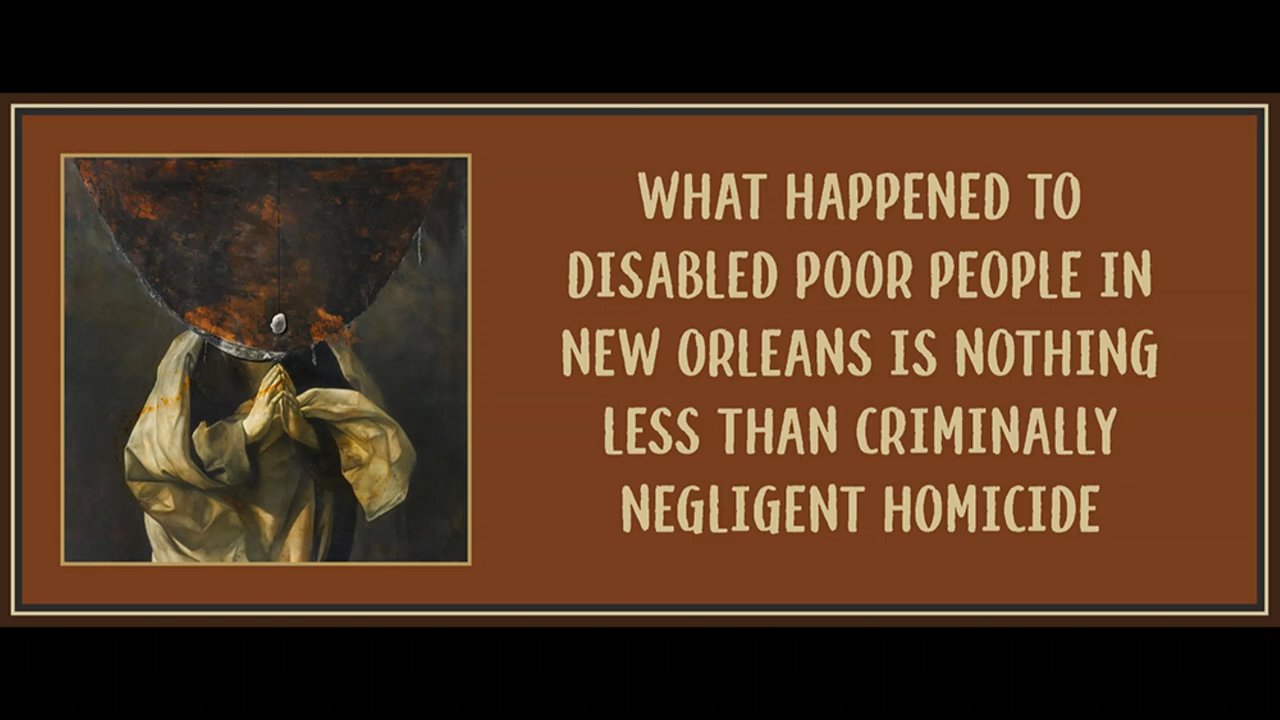 WHAT HAPPENED TO
DISABLED POOR PEOPLE IN
NEW ORLEANS IS NOTHING
LESS THAN CRIMINALLY
NEGLIGENT HOMICIDE